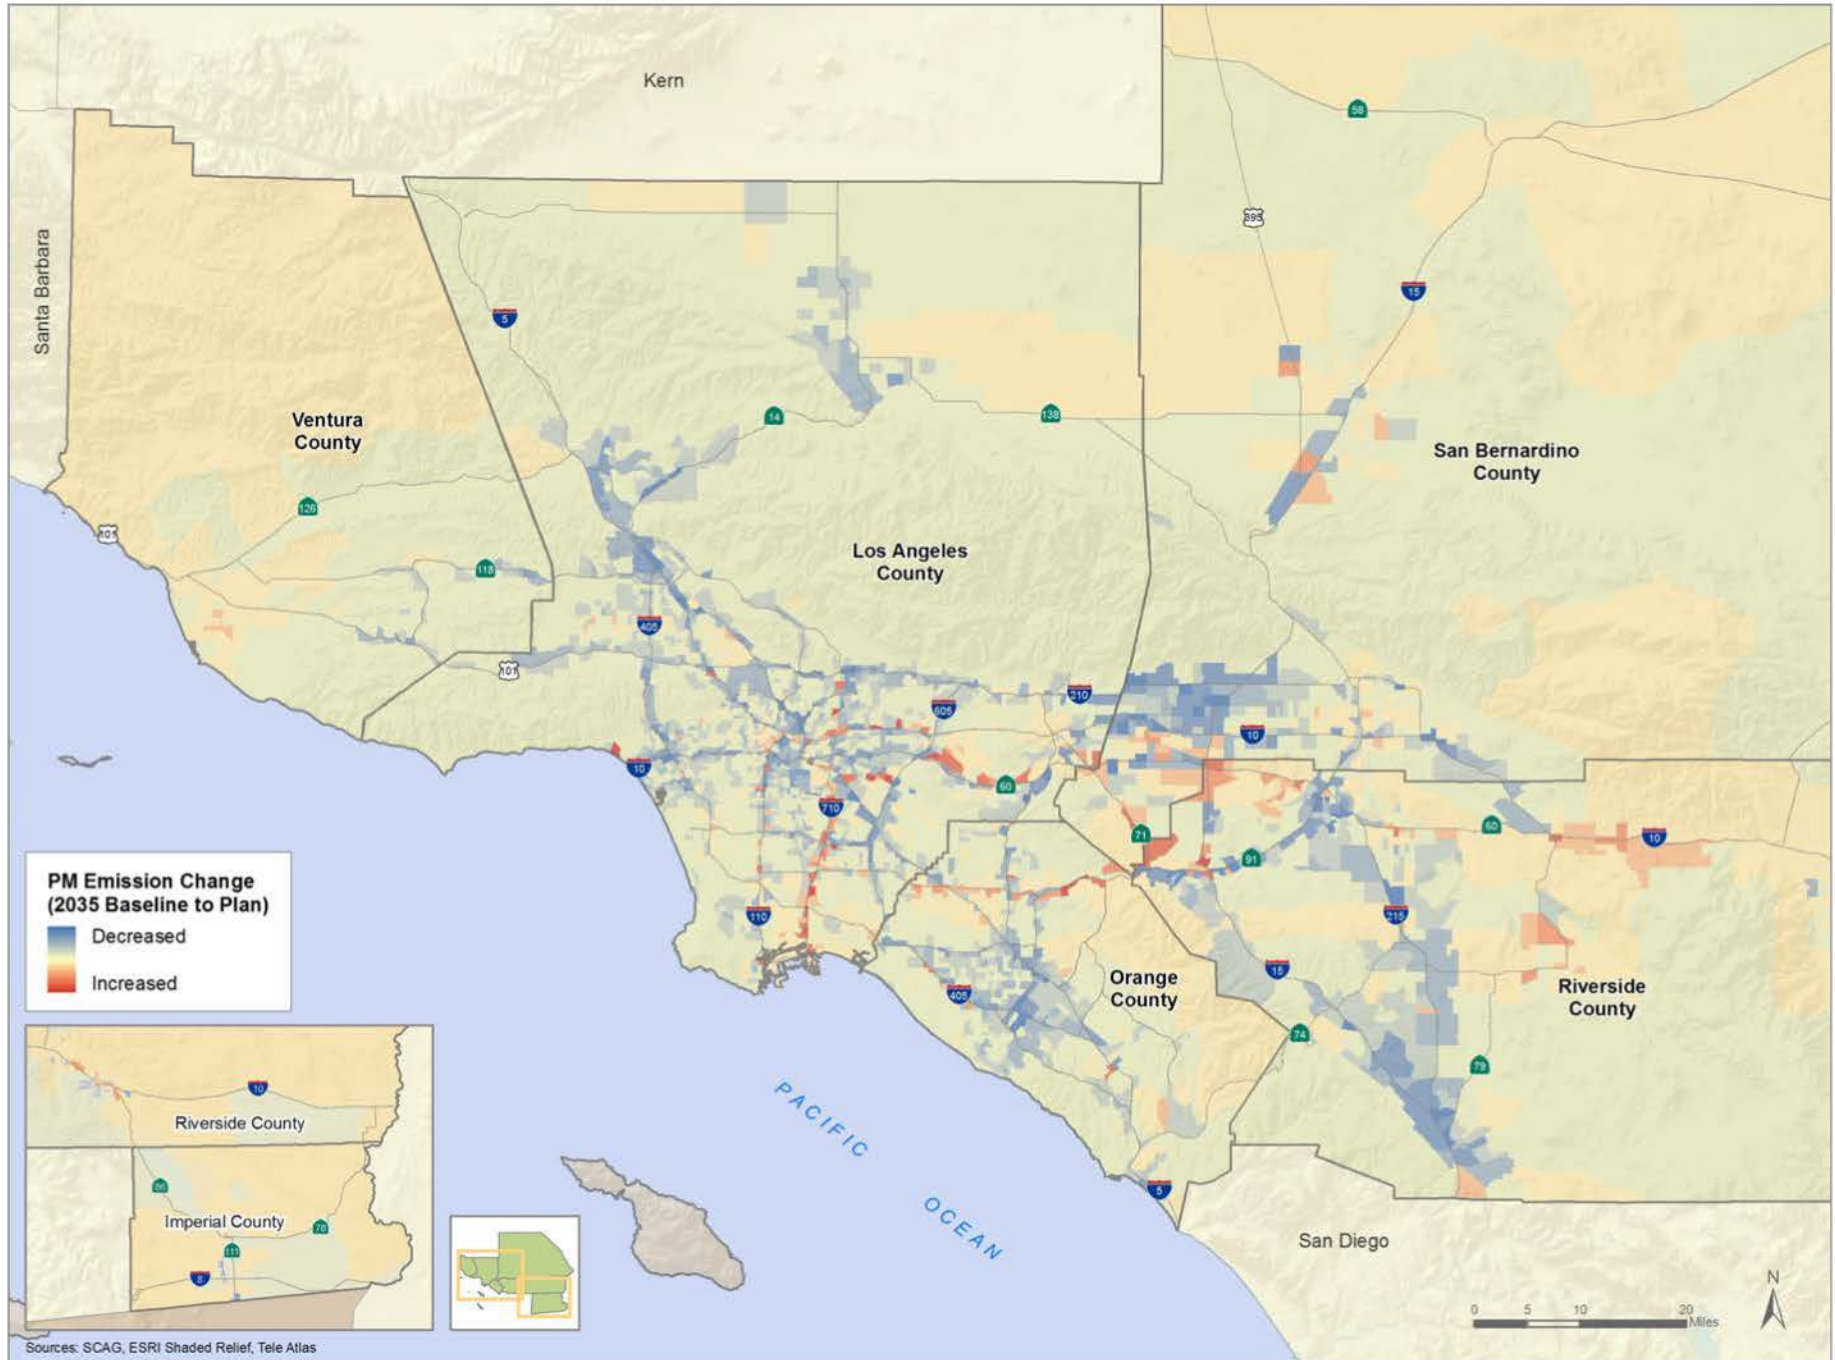 Kern
58
395
Santa Barbara
15
5
Ventura
County
14
138
San Bernardino
County
126
101
Los Angeles
County
118
405
101
605
210
10
10
60
710
71
60
10
91
PM Emission Change
(2035 Baseline to Plan)
Decreased
Increased
110
215
Orange
County
15
Riverside
County
405
74
79
10
Riverside County
PACIFIC
OCEAN
86
Imperial County
78
111
8
5
San Diego
N
0 5 10 20
Miles
Sources: SCAG, ESRI Shaded Relief, Tele Atlas